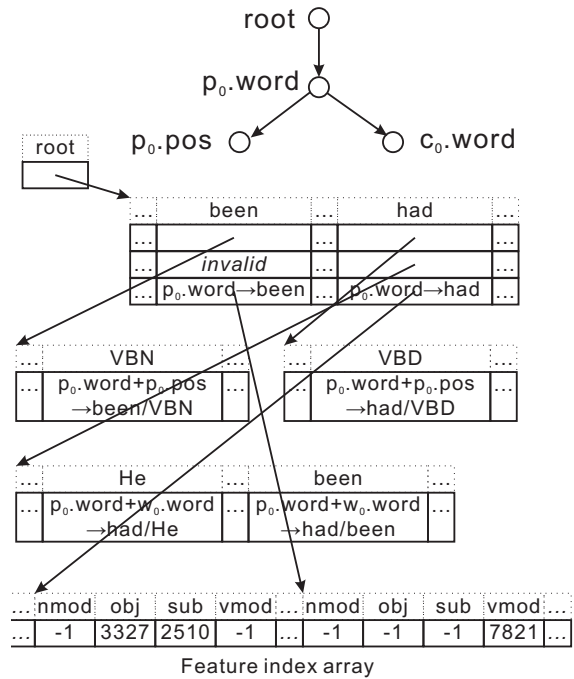 root
p₀.word
p₀.pos c₀.word
root
... been ... had ...
... ... ...
... invalid ... ...
... p₀.word→been ... p₀.word→had ...
... VBN ... ... VBD ...
... p₀.word+p₀.pos ... ... p₀.word+p₀.pos ...
→been/VBN →had/VBD
... He ... been ...
... p₀.word+w₀.word ... p₀.word+w₀.word ...
→had/He →had/been
... nmod obj sub vmod ... nmod obj sub vmod ...
... -1 3327 2510 -1 ... -1 -1 -1 7821 ...
Feature index array